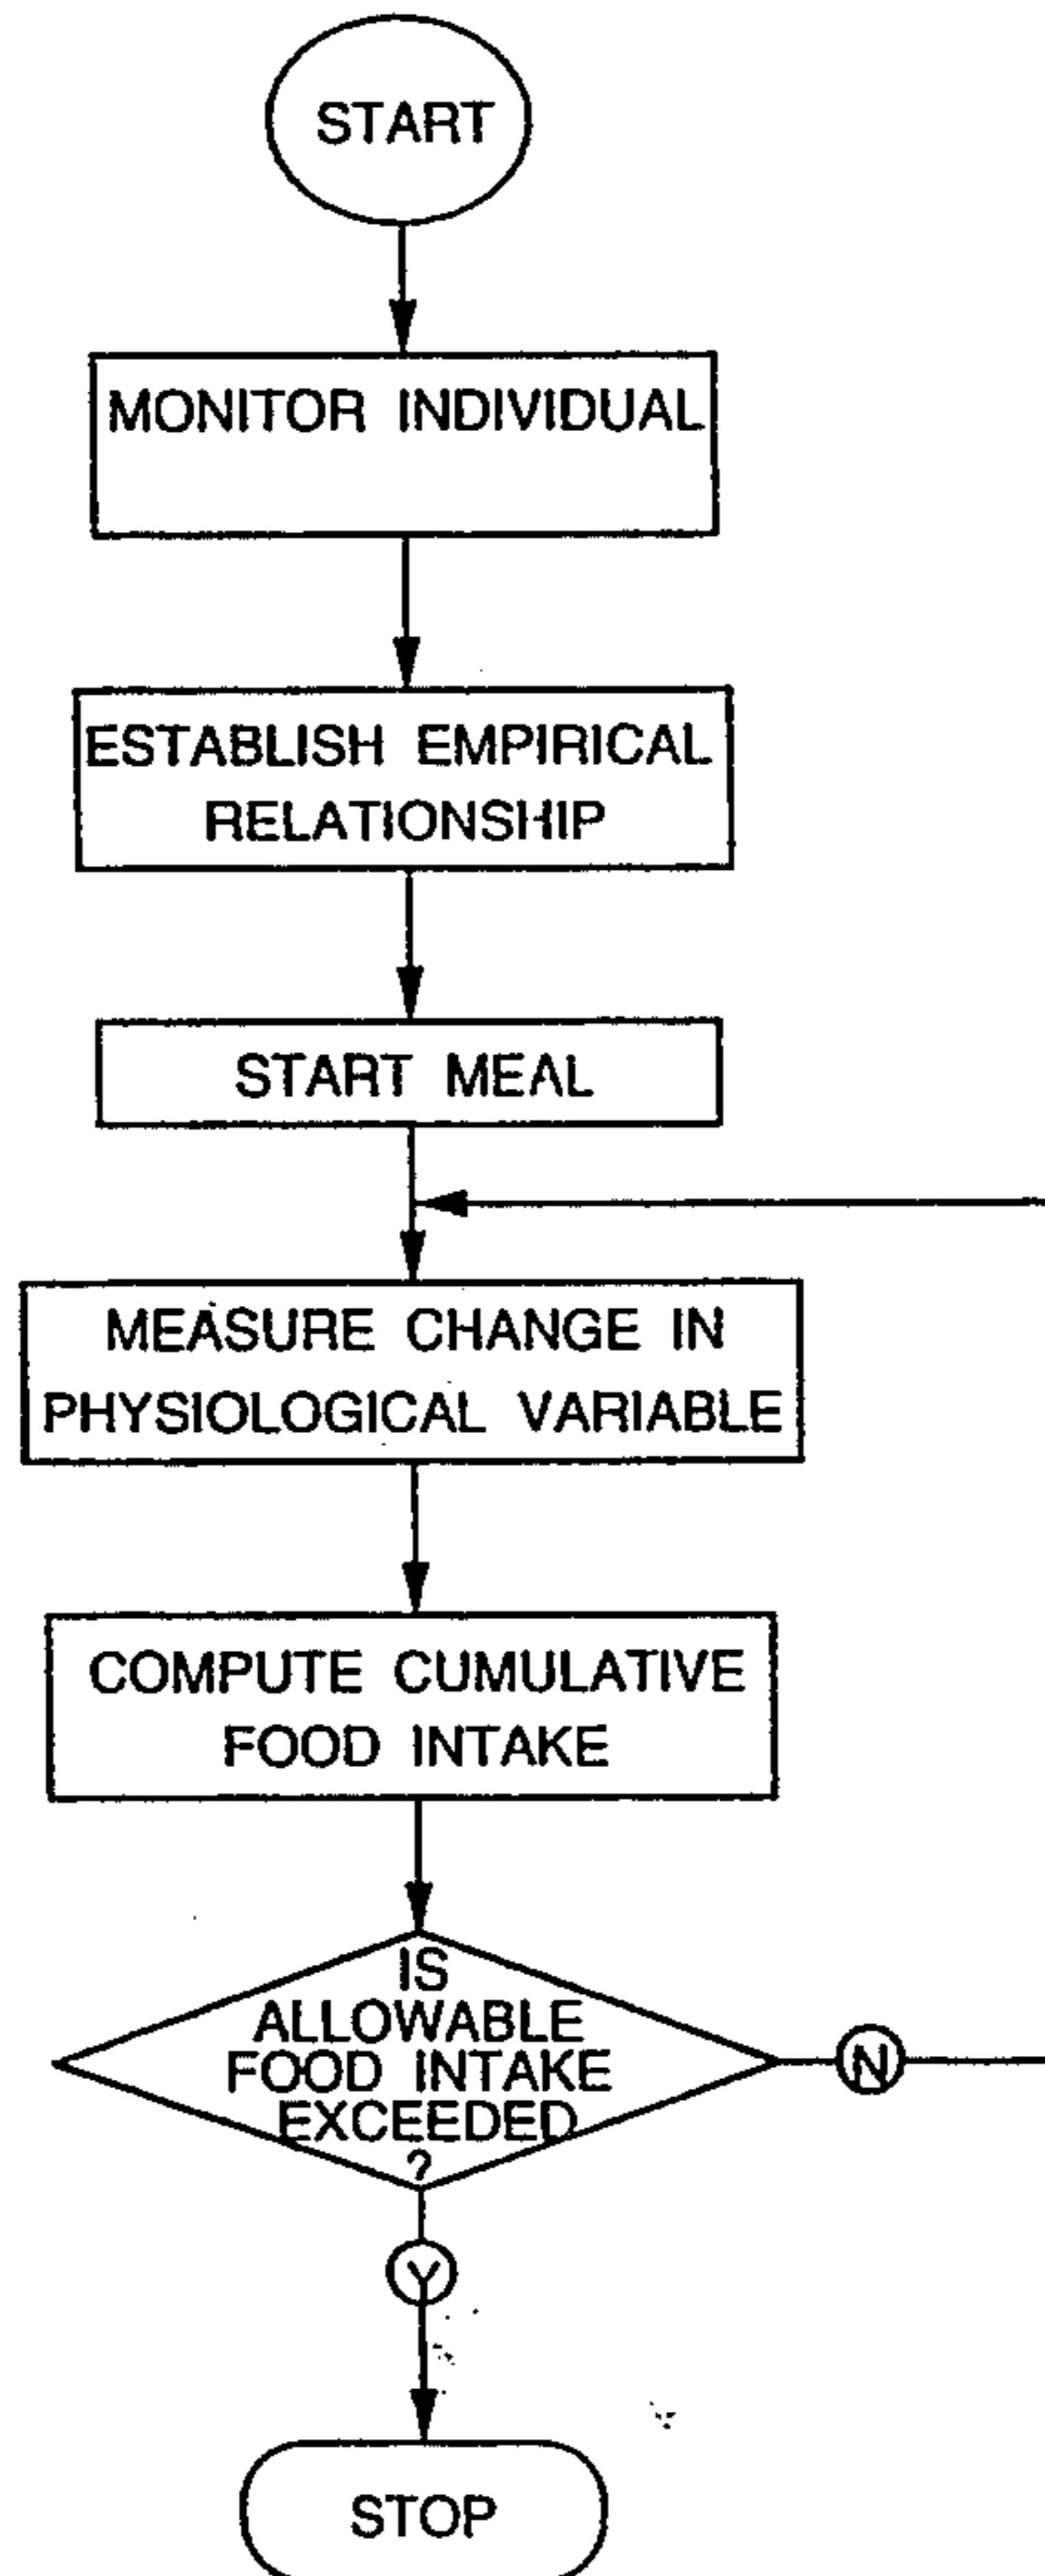 START
MONITOR INDIVIDUAL
ESTABLISH EMPIRICAL
RELATIONSHIP
START MEAL
MEASURE CHANGE IN
PHYSIOLOGICAL VARIABLE
COMPUTE CUMULATIVE
FOOD INTAKE
IS
ALLOWABLE
FOOD INTAKE
EXCEEDED
?
N
Y
STOP